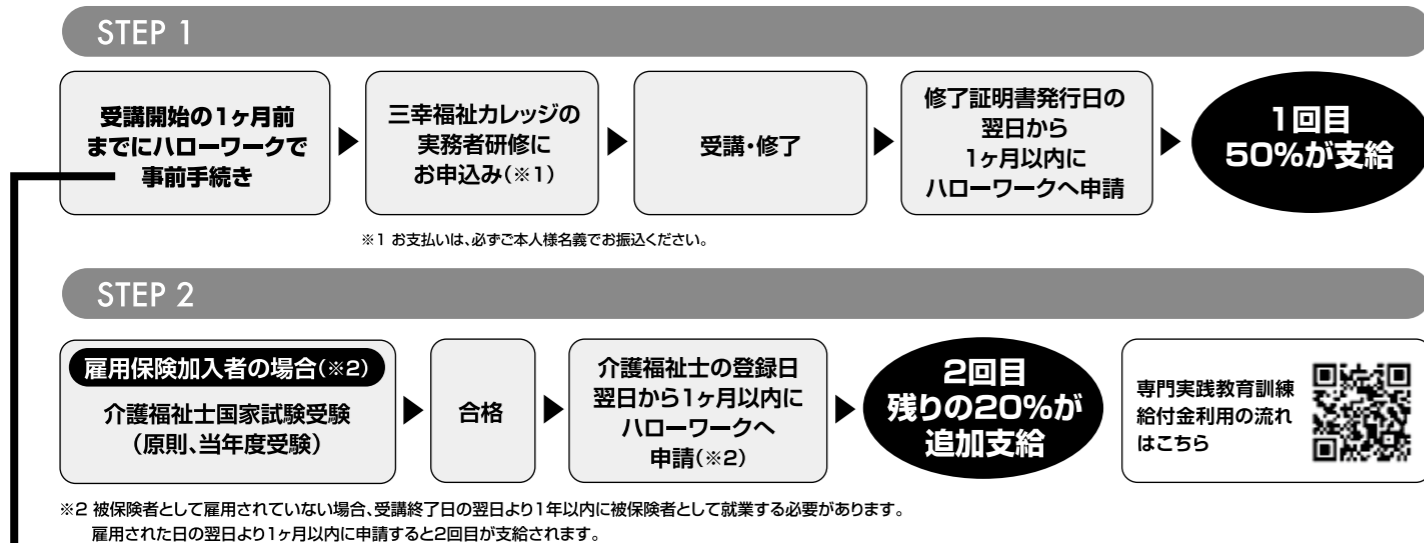 STEP 1
受講開始の1ヶ月前
までにハローワークで
事前手続き
三幸福祉カレッジの
実務者研修に
お申込み(※1)
受講・修了
修了証明書発行日の
翌日から
1ヶ月以内に
ハローワークへ申請
1回目
50%が支給
※1 お支払いは、必ずご本人様名義でお振込ください。
STEP 2
雇用保険加入者の場合(※2)
介護福祉士国家試験受験
(原則、当年度受験)
合格
介護福祉士の登録日
翌日から1ヶ月以内に
ハローワークへ
申請(※2)
2回目
残りの20%が
追加支給
専門実践教育訓練
給付金利用の流れ
はこちら
※2 被保険者として雇用されていない場合、受講終了日の翌日より1年以内に被保険者として就業する必要があります。
雇用された日の翌日より1ヶ月以内に申請すると2回目が支給されます。